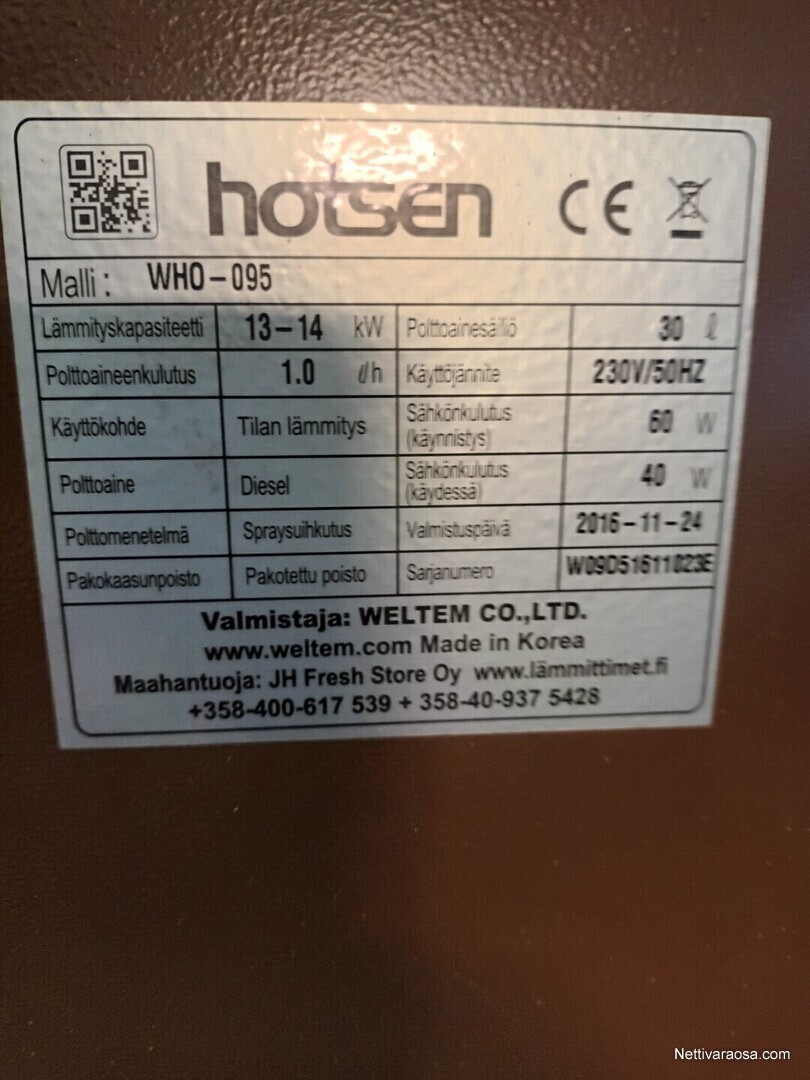 hotsen CE
Malli : WHO-095
Lämmityskapasiteetti 13-14 kW Polttoainesäiliö 30 ℓ
Polttoaineenkulutus 1.0 ℓ/h Käyttöjännite 230V/50HZ
Käyttökohde Tilan lämmitys Sähkönkulutus (käynnistys) 60 W
Polttoaine Diesel Sähkönkulutus (käydessä) 40 W
Polttomenetelmä Spraysuihkutus Valmistuspäivä 2016-11-24
Pakokaasunpoisto Pakotettu poisto Sarjanumero W09D51611023E
Valmistaja: WELTEM CO.,LTD.
www.weltem.com Made in Korea
Maahantuoja: JH Fresh Store Oy www.lämmittimet.fi
+358-400-617 539 + 358-40-937 5428
Nettivaraosa.com